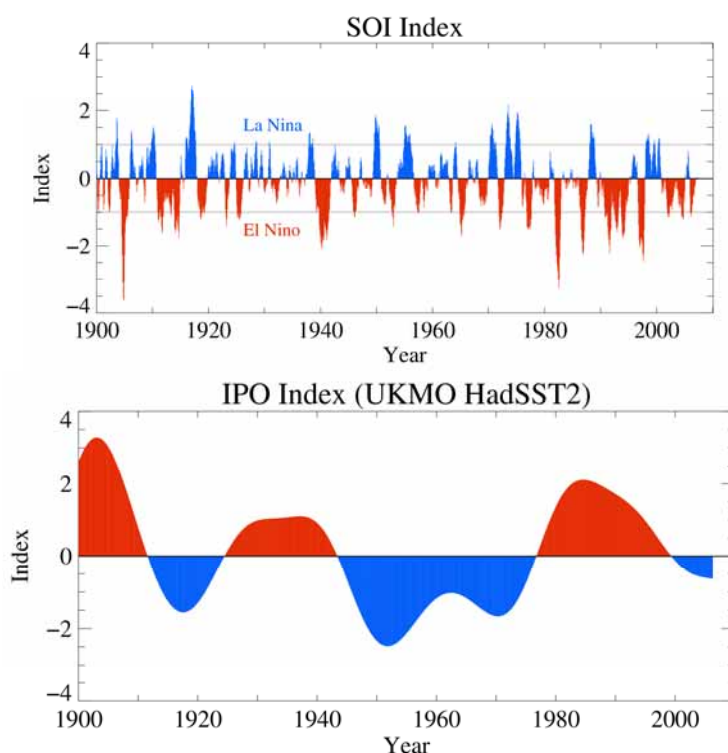 SOI Index
4
2
0
−2
−4
Index
La Nina
El Nino
1900 1920 1940 1960 1980 2000
Year
IPO Index (UKMO HadSST2)
4
2
0
−2
−4
Index
1900 1920 1940 1960 1980 2000
Year